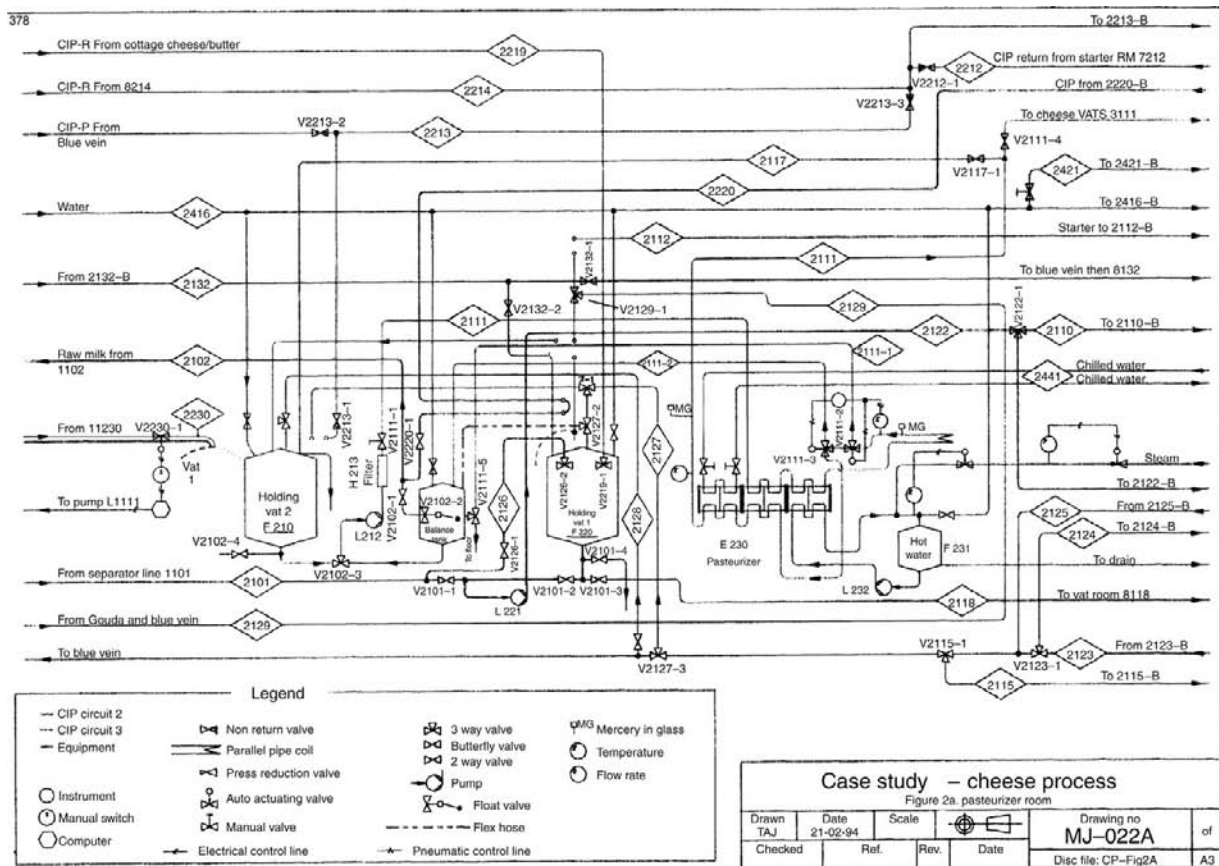 378
To 2213–B
CIP-R From cottage cheese/butter
2219
CIP return from starter RM 7212
2212
V2212–1
CIP-R From 8214
2214
CIP from 2220–B
V2213–3
CIP-P From
Blue vein
V2213–2
2213
To cheese VATS 3111
V2111–4
2117
V2117–1
2421
To 2421–B
2220
Water
2416
To 2416–B
V2132–1
2112
Starter to 2112–B
2111
From 2132–B
2132
To blue vein then 8132
V2132–2
V2129–1
2129
V2122–1
2111
2122
2110
To 2110–B
Raw milk from
1102
2102
2111–2
2111–1
Chilled water
2441
Chilled water
2230
V2213–1
V2111–1
V2220–1
V2127–2
MG
V2111–2
MG
From 11230
V2230–1
Vat
1
H 213
Filter
V2102–1
V2111–5
2127
V2111–3
Steam
Holding
vat 2
F 210
V2102–2
Balance
tank
2126
V2126–2
V2219–1
Holding
vat 1
F 220
2128
To pump L1111
To 2122–B
2125
From 2125–B
L212
To floor
V2126–1
E 230
Pasteurizer
Hot
water
F 231
2124
To 2124–B
V2102–4
V2102–3
V2101–4
To drain
From separator line 1101
2101
V2101–1
L 221
V2101–2
V2101–3
L 232
2118
To vat room 8118
From Gouda and blue vein
2129
To blue vein
V2127–3
V2115–1
V2123–1
2123
From 2123–B
2115
To 2115–B
Legend
CIP circuit 2
CIP circuit 3
Equipment
Instrument
Manual switch
Computer
Non return valve
Parallel pipe coil
Press reduction valve
Auto actuating valve
Manual valve
Electrical control line
3 way valve
Butterfly valve
2 way valve
Pump
Float valve
Flex hose
Pneumatic control line
MG Mercery in glass
Temperature
Flow rate
Case study – cheese process
Figure 2a. pasteurizer room
Drawn
TAJ
Date
21-02-94
Scale
Drawing no
MJ–022A
of
Checked
Ref.
Rev.
Date
Disc file: CP–Fig2A
A3